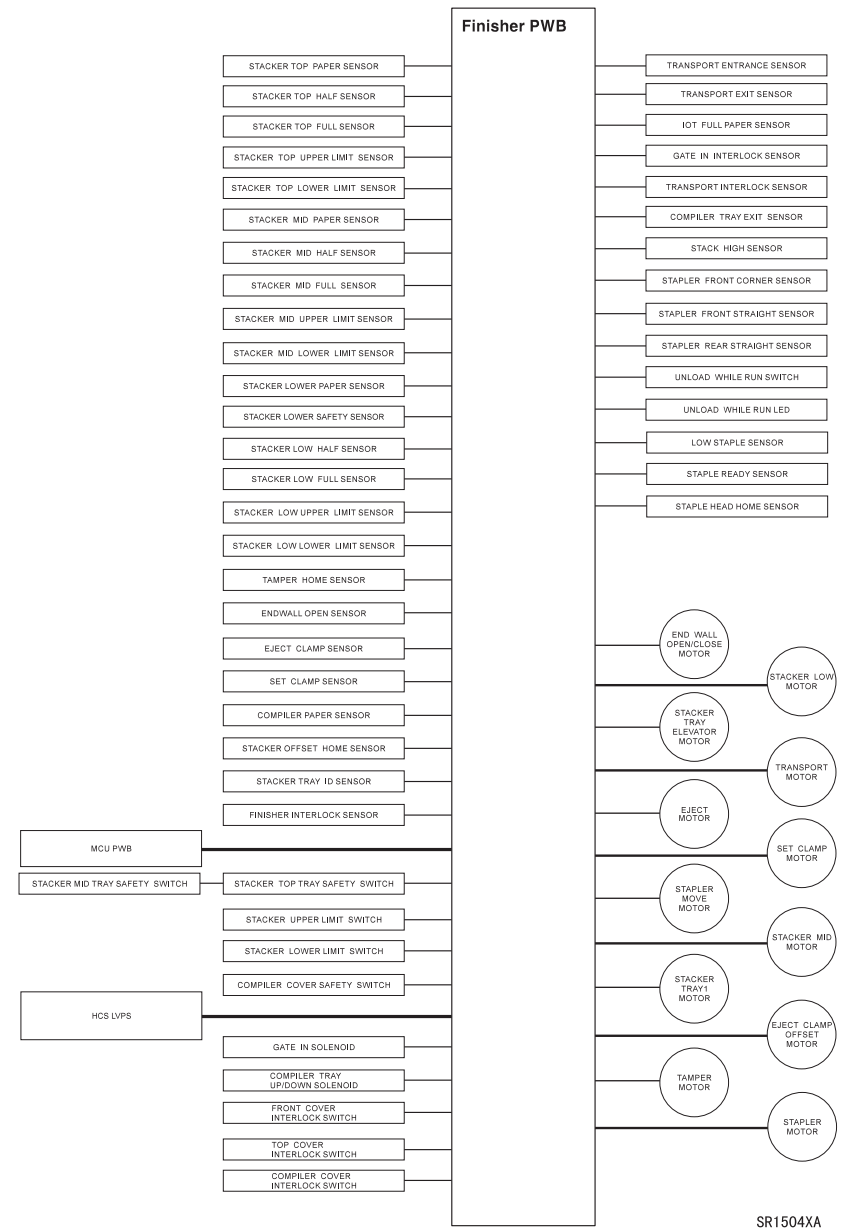 Finisher PWB
STACKER TOP PAPER SENSOR
STACKER TOP HALF SENSOR
STACKER TOP FULL SENSOR
STACKER TOP UPPER LIMIT SENSOR
STACKER TOP LOWER LIMIT SENSOR
STACKER MID PAPER SENSOR
STACKER MID HALF SENSOR
STACKER MID FULL SENSOR
STACKER MID UPPER LIMIT SENSOR
STACKER MID LOWER LIMIT SENSOR
STACKER LOWER PAPER SENSOR
STACKER LOWER SAFETY SENSOR
STACKER LOW HALF SENSOR
STACKER LOW FULL SENSOR
STACKER LOW UPPER LIMIT SENSOR
STACKER LOW LOWER LIMIT SENSOR
TAMPER HOME SENSOR
ENDWALL OPEN SENSOR
EJECT CLAMP SENSOR
SET CLAMP SENSOR
COMPILER PAPER SENSOR
STACKER OFFSET HOME SENSOR
STACKER TRAY ID SENSOR
FINISHER INTERLOCK SENSOR
MCU PWB
STACKER MID TRAY SAFETY SWITCH
STACKER TOP TRAY SAFETY SWITCH
STACKER UPPER LIMIT SWITCH
STACKER LOWER LIMIT SWITCH
COMPILER COVER SAFETY SWITCH
HCS LVPS
GATE IN SOLENOID
COMPILER TRAY
UP/DOWN SOLENOID
FRONT COVER
INTERLOCK SWITCH
TOP COVER
INTERLOCK SWITCH
COMPILER COVER
INTERLOCK SWITCH
TRANSPORT ENTRANCE SENSOR
TRANSPORT EXIT SENSOR
IOT FULL PAPER SENSOR
GATE IN INTERLOCK SENSOR
TRANSPORT INTERLOCK SENSOR
COMPILER TRAY EXIT SENSOR
STACK HIGH SENSOR
STAPLER FRONT CORNER SENSOR
STAPLER FRONT STRAIGHT SENSOR
STAPLER REAR STRAIGHT SENSOR
UNLOAD WHILE RUN SWITCH
UNLOAD WHILE RUN LED
LOW STAPLE SENSOR
STAPLE READY SENSOR
STAPLE HEAD HOME SENSOR
END WALL
OPEN/CLOSE
MOTOR
STACKER LOW
MOTOR
STACKER
TRAY
ELEVATOR
MOTOR
TRANSPORT
MOTOR
EJECT
MOTOR
SET CLAMP
MOTOR
STAPLER
MOVE
MOTOR
STACKER MID
MOTOR
STACKER
TRAY1
MOTOR
EJECT CLAMP
OFFSET
MOTOR
TAMPER
MOTOR
STAPLER
MOTOR
SR1504XA